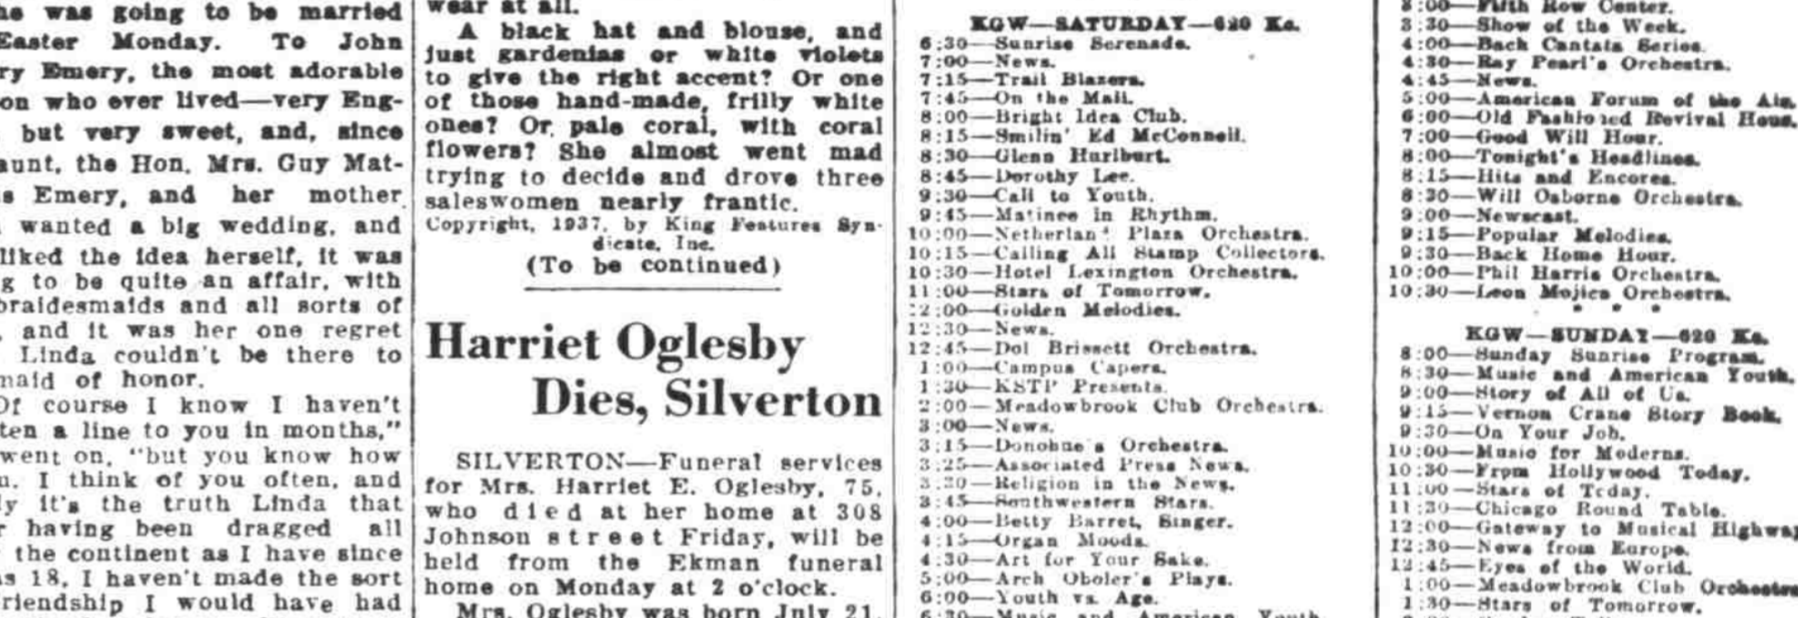 he was going to be married
Easter Monday. To John
ry Emery, the most adorable
on who ever lived—very Eng-
but very sweet, and, since
aunt, the Hon. Mrs. Guy Mat-
s Emery, and her mother
wanted a big wedding, and
liked the idea herself, it was
g to be quite an affair, with
braidesmaids and all sorts of
, and it was her one regret
Linda couldn't be there to
maid of honor.
Of course I know I haven't
ten a line to you in months,"
went on, "but you know how
I think of you often, and
ly it's the truth Linda that
r having been dragged all
the continent as I have since
as 18, I haven't made the sort
riendship I would have had
wear at all.
A black hat and blouse, and
just gardenias or white violets
to give the right accent? Or one
of those hand-made, frilly white
ones? Or pale coral, with coral
flowers? She almost went mad
trying to decide and drove three
saleswomen nearly frantic.
Copyright, 1937, by King Features Syn-
dicate, Inc.
(To be continued)
Harriet Oglesby
Dies, Silverton
SILVERTON—Funeral services
for Mrs. Harriet E. Oglesby, 75,
who died at her home at 308
Johnson street Friday, will be
held from the Ekman funeral
home on Monday at 2 o'clock.
Mrs. Oglesby was born July 21,
KGW—SATURDAY—620 Kc.
6:30—Sunrise Serenade.
7:00—News.
7:15—Trail Blazers.
7:45—On the Mall.
8:00—Bright Idea Club.
8:15—Smilin' Ed McConnell.
8:30—Glenn Hurlburt.
8:45—Dorothy Lee.
9:30—Call to Youth.
9:45—Matinee in Rhythm.
10:00—Netherland Plaza Orchestra.
10:15—Calling All Stamp Collectors.
10:30—Hotel Lexington Orchestra.
11:00—Stars of Tomorrow.
12:00—Golden Melodies.
12:30—News.
12:45—Dol Brissett Orchestra.
1:00—Campus Capers.
1:30—KSTP Presents.
2:00—Meadowbrook Club Orchestra.
3:00—News.
3:15—Donohue's Orchestra.
3:25—Associated Press News.
3:30—Religion in the News.
3:45—Southwestern Stars.
4:00—Betty Barret, Singer.
4:15—Organ Moods.
4:30—Art for Your Sake.
5:00—Arch Oboler's Plays.
6:00—Youth vs. Age.
6:30—Music and American Youth.
3:00—Fifth Row Center.
3:30—Show of the Week.
4:00—Bach Cantata Series.
4:30—Ray Pearl's Orchestra.
4:45—News.
5:00—American Forum of the Air.
6:00—Old Fashioned Revival Hour.
7:00—Good Will Hour.
8:00—Tonight's Headlines.
8:15—Hits and Encores.
8:30—Will Osborne Orchestra.
9:00—Newscast.
9:15—Popular Melodies.
9:30—Back Home Hour.
10:00—Phil Harris Orchestra.
10:30—Leon Mojica Orchestra.
• • •
KGW—SUNDAY—620 Kc.
8:00—Sunday Sunrise Program.
8:30—Music and American Youth.
9:00—Story of All of Us.
9:15—Vernon Crane Story Book.
9:30—On Your Job.
10:00—Music for Moderns.
10:30—From Hollywood Today.
11:00—Stars of Today.
11:30—Chicago Round Table.
12:00—Gateway to Musical Highway
12:30—News from Europe.
12:45—Eyes of the World.
1:00—Meadowbrook Club Orchestra
1:30—Stars of Tomorrow.